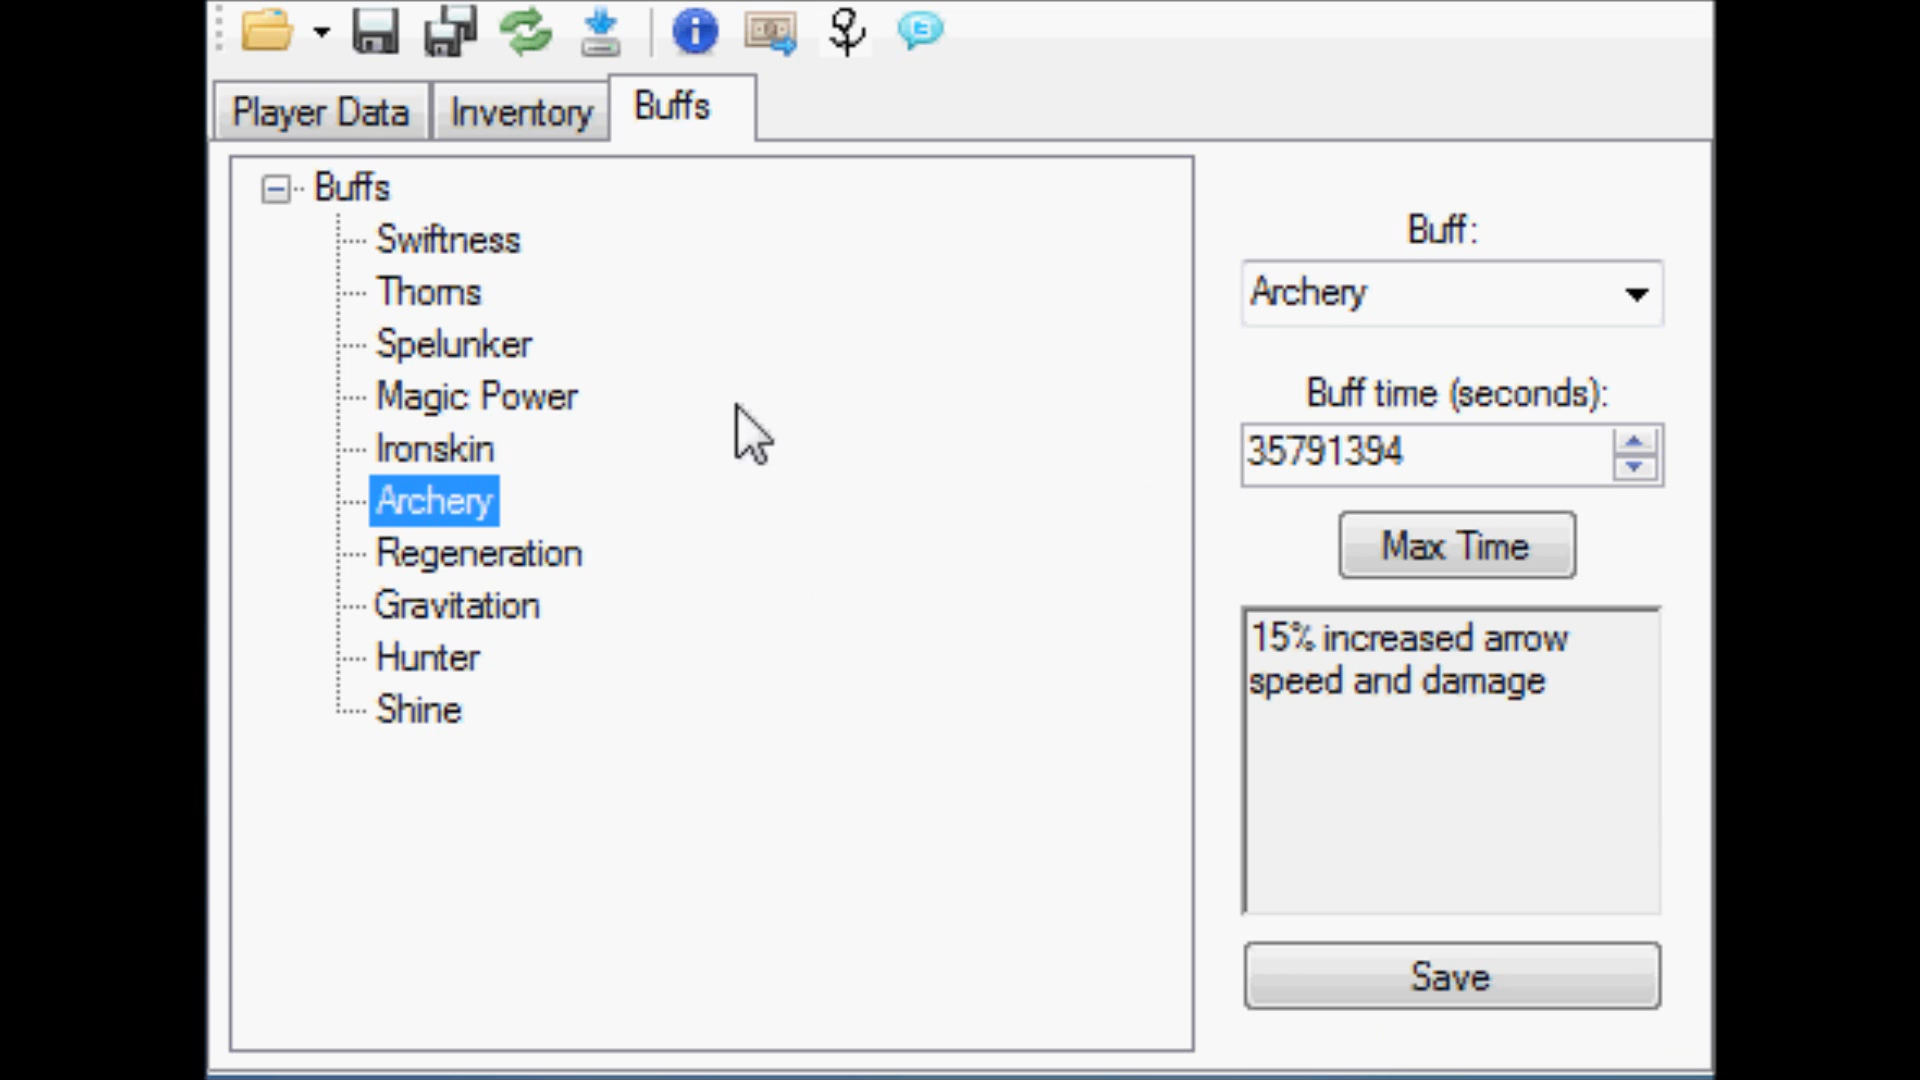 Player Data
Inventory
Buffs
Buffs
Swiftness
Thorns
Spelunker
Magic Power
Ironskin
Archery
Regeneration
Gravitation
Hunter
Shine
Buff:
Archery
Buff time (seconds):
35791394
Max Time
15% increased arrow
speed and damage
Save